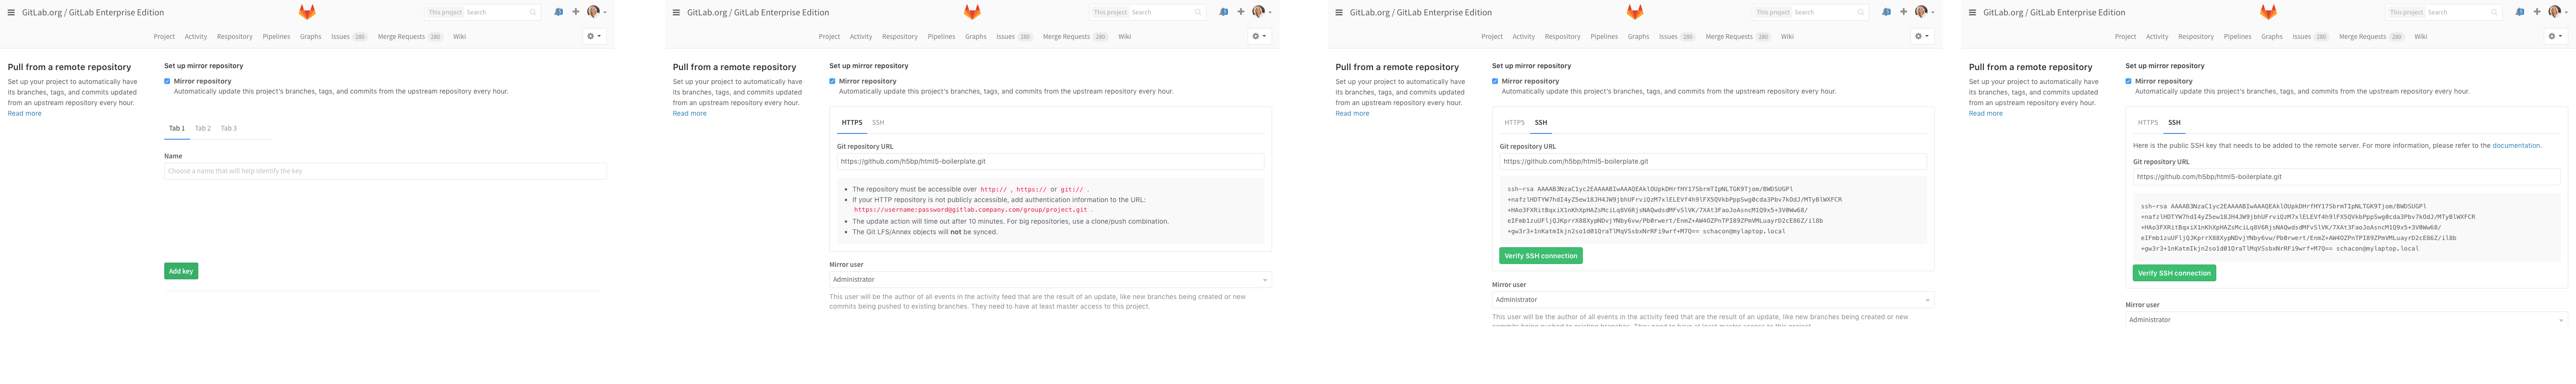 GitLab.org / GitLab Enterprise Edition
This project Search
Project Activity Repository Pipelines Graphs Issues 280 Merge Requests 280 Wiki
Pull from a remote repository
Set up your project to automatically have
its branches, tags, and commits updated
from an upstream repository every hour.
Read more
Set up mirror repository
Mirror repository
Automatically update this project's branches, tags, and commits from the upstream repository every hour.
Tab 1 Tab 2 Tab 3
Name
Choose a name that will help identify the key
Add key
GitLab.org / GitLab Enterprise Edition
This project Search
Project Activity Repository Pipelines Graphs Issues 280 Merge Requests 280 Wiki
Pull from a remote repository
Set up your project to automatically have
its branches, tags, and commits updated
from an upstream repository every hour.
Read more
Set up mirror repository
Mirror repository
Automatically update this project's branches, tags, and commits from the upstream repository every hour.
HTTPS SSH
Git repository URL
https://github.com/h5bp/html5-boilerplate.git
The repository must be accessible over http:// , https:// or git:// .
If your HTTP repository is not publicly accessible, add authentication information to the URL:
https://username:password@gitlab.company.com/group/project.git .
The update action will time out after 10 minutes. For big repositories, use a clone/push combination.
The Git LFS/Annex objects will not be synced.
Mirror user
Administrator
This user will be the author of all events in the activity feed that are the result of an update, like new branches being created or new
commits being pushed to existing branches. They need to have at least master access to this project.
GitLab.org / GitLab Enterprise Edition
This project Search
Project Activity Repository Pipelines Graphs Issues 280 Merge Requests 280 Wiki
Pull from a remote repository
Set up your project to automatically have
its branches, tags, and commits updated
from an upstream repository every hour.
Read more
Set up mirror repository
Mirror repository
Automatically update this project's branches, tags, and commits from the upstream repository every hour.
HTTPS SSH
Git repository URL
https://github.com/h5bp/html5-boilerplate.git
ssh-rsa AAAAB3NzaC1yc2EAAAABIwAAAQEAklOUpkDHrfHY17SbrmTIpNLTGK9Tjom/BWDSUGPl
+nafzlHDTYW7hdI4yZ5ew18JH4JW9jbhUFrviQzM7xlELEVf4h9lFX5QVkbPppSwg0cda3Pbv7kOdJ/MTyBlWXFCR
+HAo3FXRitBqxiX1nKhXpHAZsMciLq8V6RjsNAQwdsdMFvSlVK/7XAt3FaoJoAsncM1Q9x5+3V0Ww68/
eIFmb1zuUFljQJKprrX88XypNDvjYNby6vw/Pb0rwert/EnmZ+AW4OZPnTPI89ZPmVMLuayrD2cE86Z/il8b
+gw3r3+1nKatmIkjn2so1d01QraTlMqVSsbxNrRFi9wrf+M7Q== schacon@mylaptop.local
Verify SSH connection
Mirror user
Administrator
This user will be the author of all events in the activity feed that are the result of an update, like new branches being created or new
commits being pushed to existing branches. They need to have at least master access to this project.
GitLab.org / GitLab Enterprise Edition
This project Search
Project Activity Repository Pipelines Graphs Issues 280 Merge Requests 280 Wiki
Pull from a remote repository
Set up your project to automatically have
its branches, tags, and commits updated
from an upstream repository every hour.
Read more
Set up mirror repository
Mirror repository
Automatically update this project's branches, tags, and commits from the upstream repository every hour.
HTTPS SSH
Here is the public SSH key that needs to be added to the remote server. For more information, please refer to the documentation.
Git repository URL
https://github.com/h5bp/html5-boilerplate.git
ssh-rsa AAAAB3NzaC1yc2EAAAABIwAAAQEAklOUpkDHrfHY17SbrmTIpNLTGK9Tjom/BWDSUGPl
+nafzlHDTYW7hdI4yZ5ew18JH4JW9jbhUFrviQzM7xlELEVf4h9lFX5QVkbPppSwg0cda3Pbv7kOdJ/MTyBlWXFCR
+HAo3FXRitBqxiX1nKhXpHAZsMciLq8V6RjsNAQwdsdMFvSlVK/7XAt3FaoJoAsncM1Q9x5+3V0Ww68/
eIFmb1zuUFljQJKprrX88XypNDvjYNby6vw/Pb0rwert/EnmZ+AW4OZPnTPI89ZPmVMLuayrD2cE86Z/il8b
+gw3r3+1nKatmIkjn2so1d01QraTlMqVSsbxNrRFi9wrf+M7Q== schacon@mylaptop.local
Verify SSH connection
Mirror user
Administrator